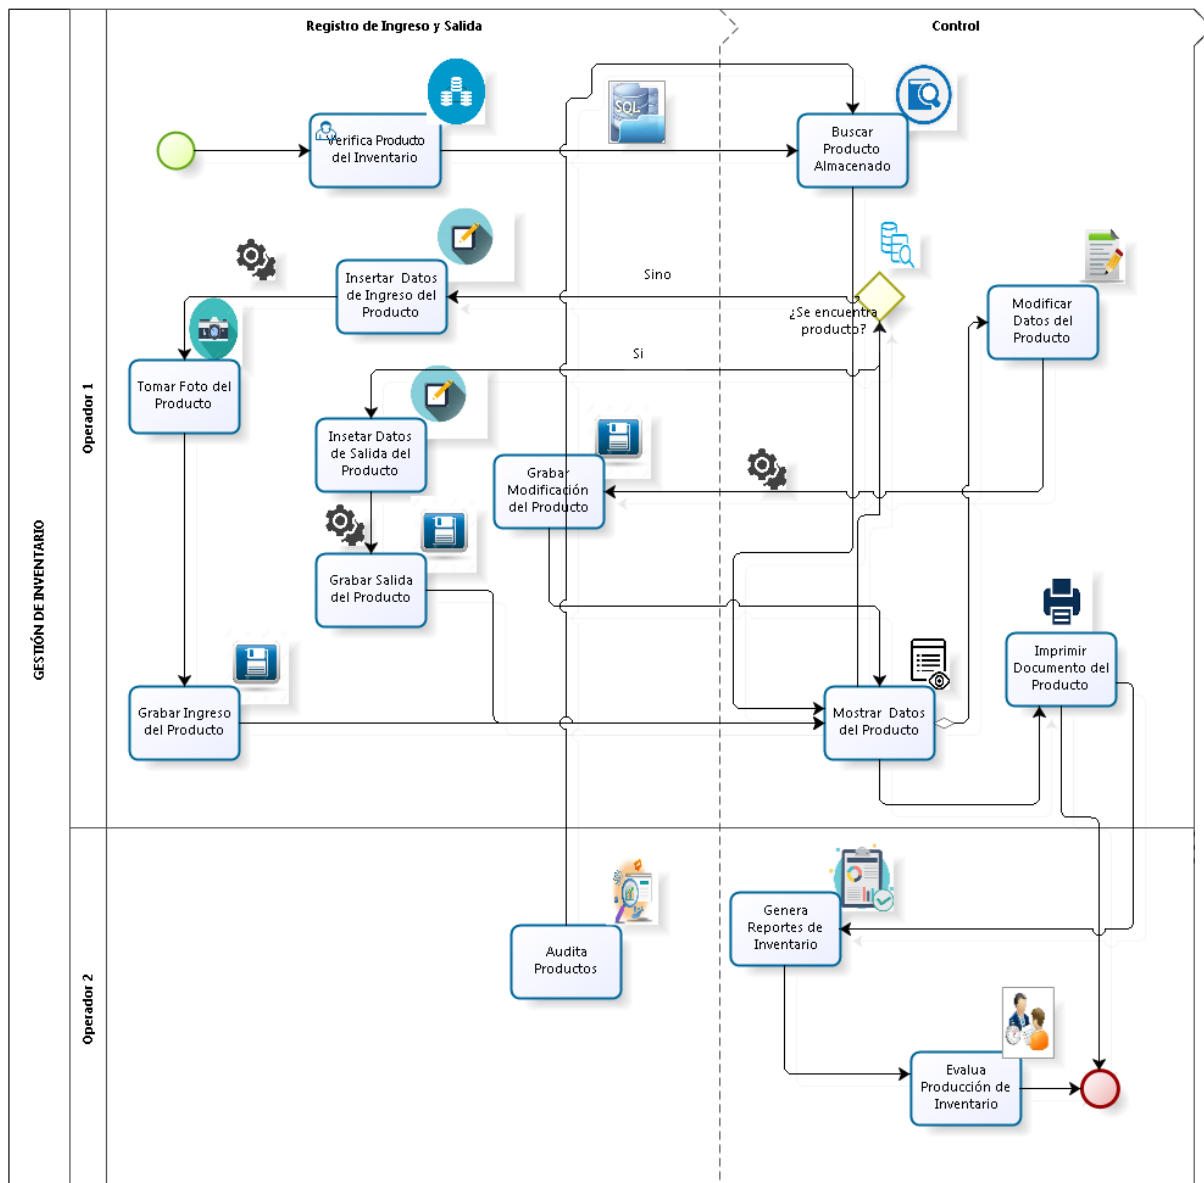 Registro de Ingreso y Salida
Control
GESTIÓN DE INVENTARIO
Operador 1
Verifica Producto
del Inventario
SQL
Buscar
Producto
Almacenado
Sino
Insertar Datos
de Ingreso del
Producto
¿Se encuentra
producto?
Modificar
Datos del
Producto
Si
Tomar Foto del
Producto
Insetar Datos
de Salida del
Producto
Grabar
Modificación
del Producto
Grabar Salida
del Producto
Imprimir
Documento del
Producto
Grabar Ingreso
del Producto
Mostrar Datos
del Producto
Operador 2
Genera
Reportes de
Inventario
Audita
Productos
Evalua
Producción de
Inventario